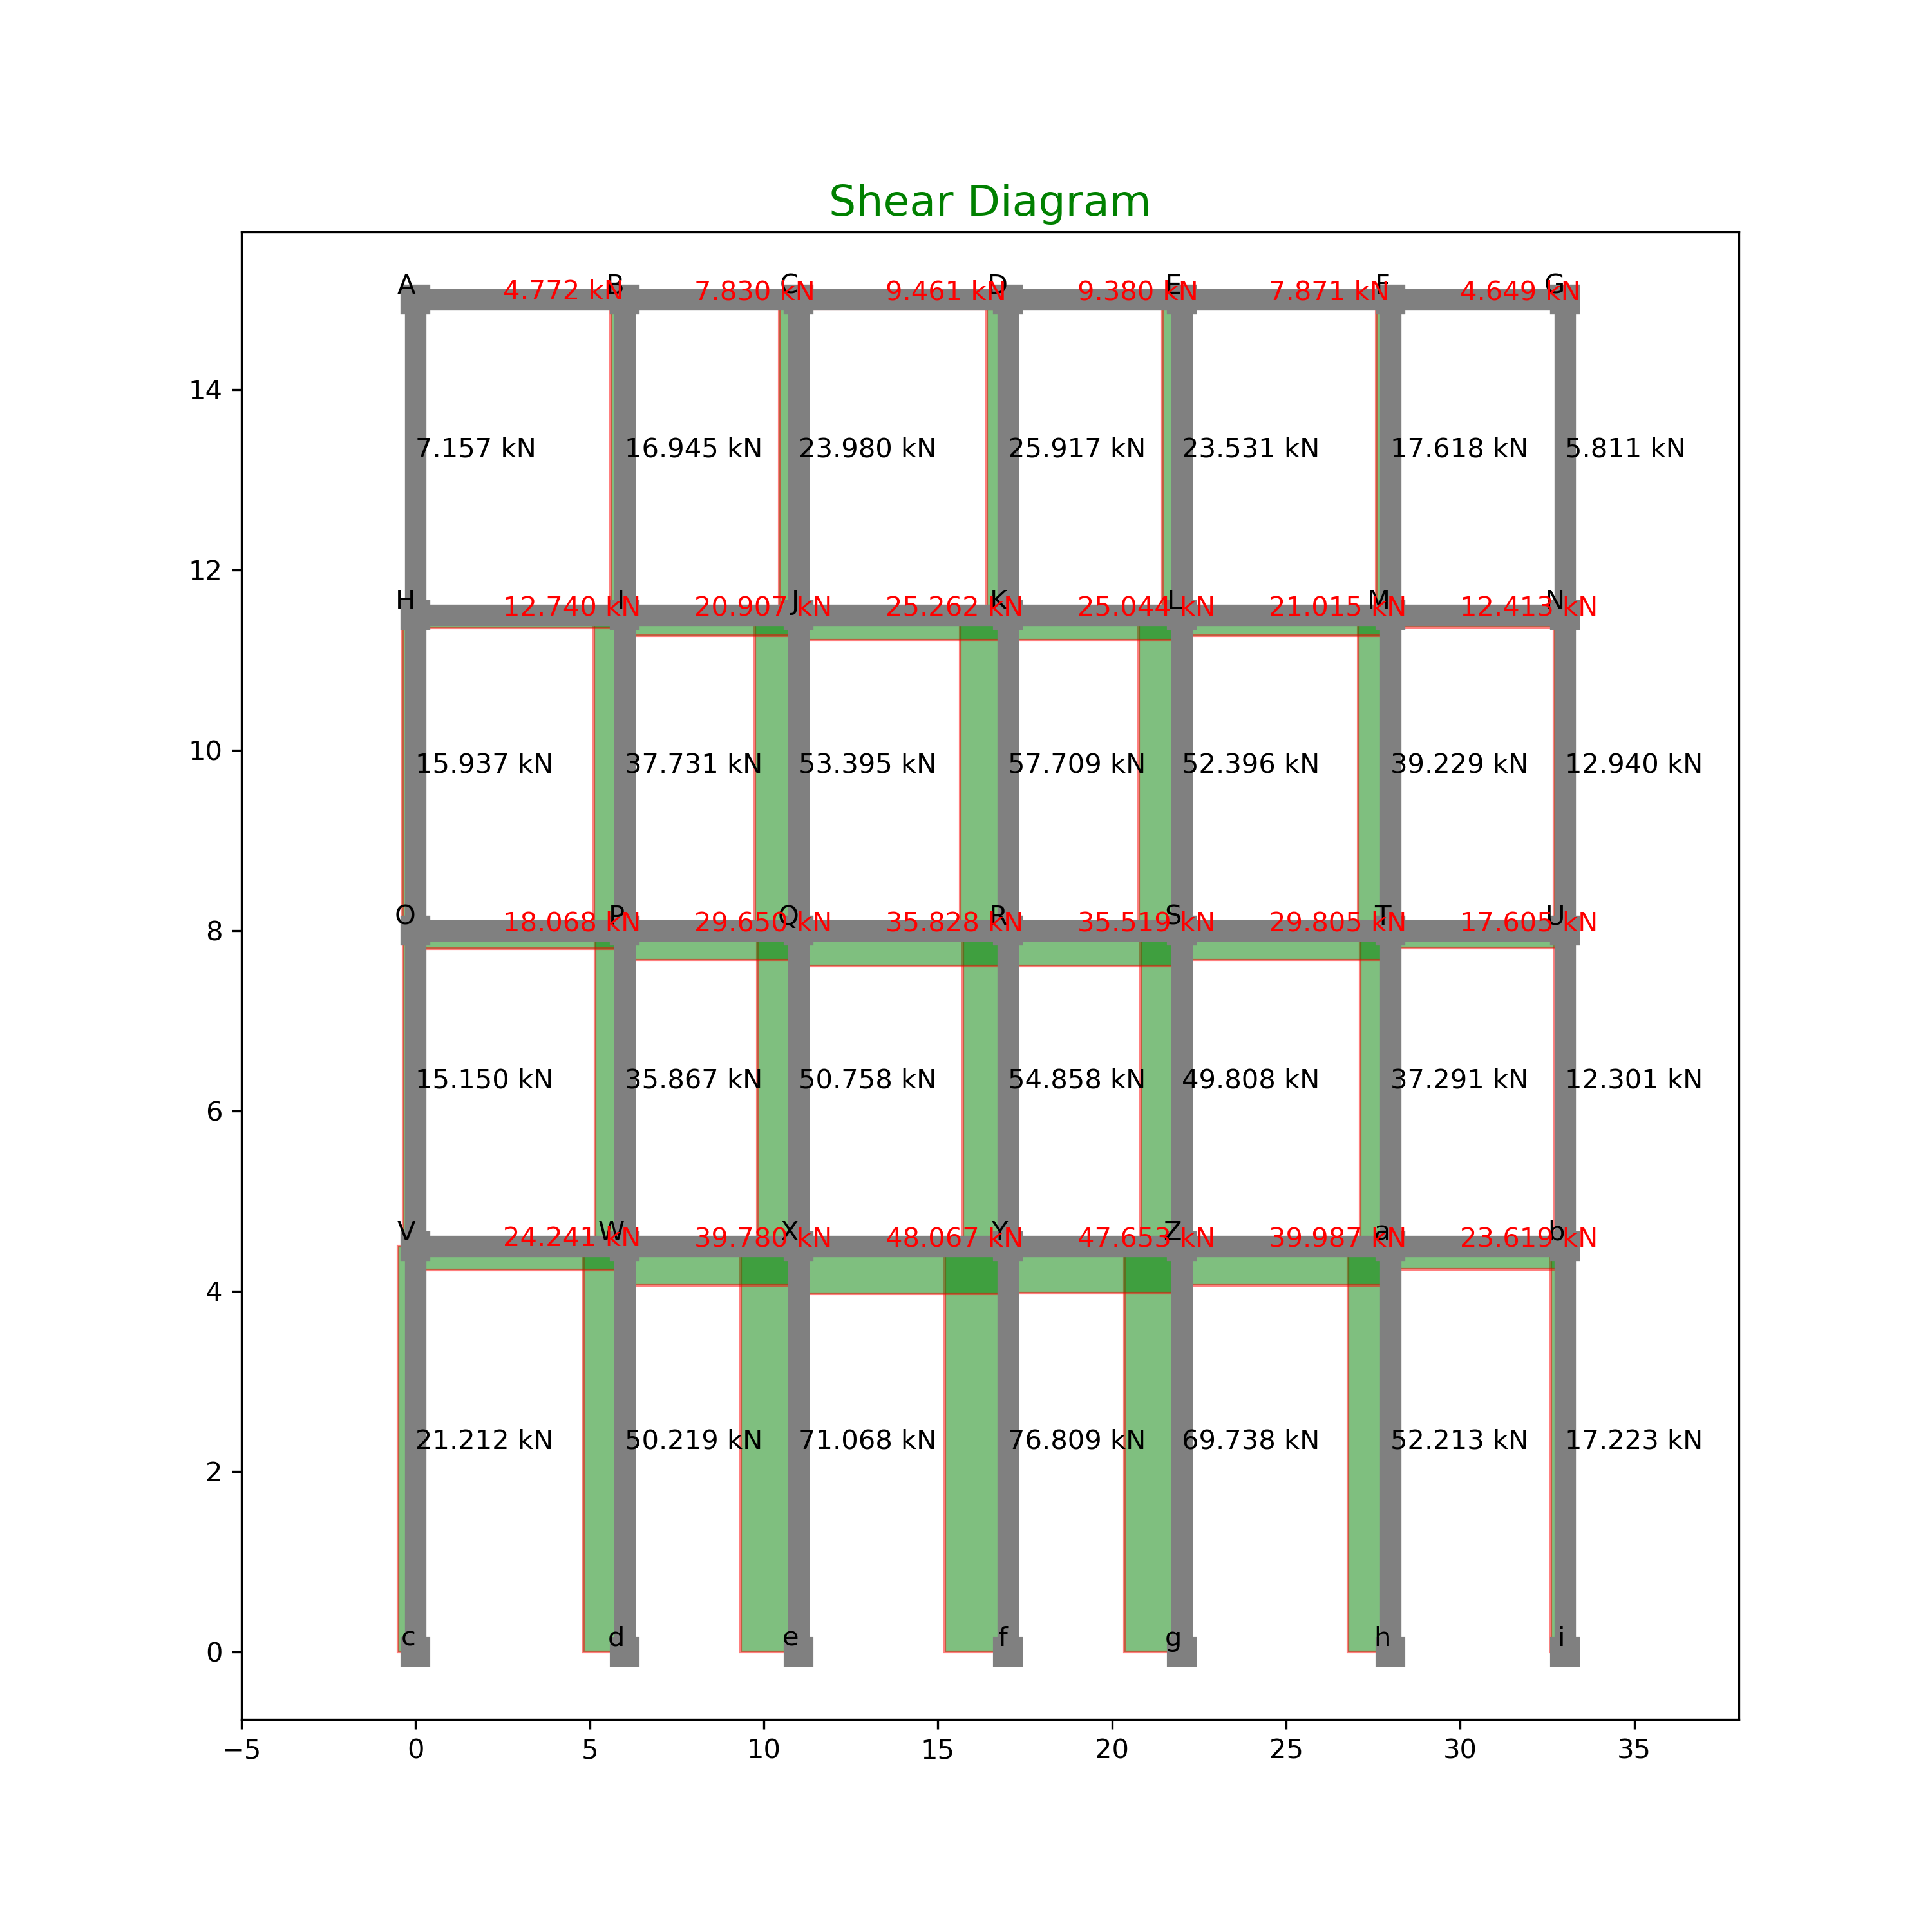 Shear Diagram
A 4.772 kN B 7.830 kN C 9.461 kN D 9.380 kN E 7.871 kN F 4.649 kN G
14
7.157 kN 16.945 kN 23.980 kN 25.917 kN 23.531 kN 17.618 kN 5.811 kN
12
H 12.740 kN I 20.907 kN J 25.262 kN K 25.044 kN L 21.015 kN M 12.413 kN N
10
15.937 kN 37.731 kN 53.395 kN 57.709 kN 52.396 kN 39.229 kN 12.940 kN
8
O 18.068 kN P 29.650 kN Q 35.828 kN R 35.519 kN S 29.805 kN T 17.605 kN U
15.150 kN 35.867 kN 50.758 kN 54.858 kN 49.808 kN 37.291 kN 12.301 kN
6
V 24.241 kN W 39.780 kN X 48.067 kN Y 47.653 kN Z 39.987 kN a 23.619 kN b
4
21.212 kN 50.219 kN 71.068 kN 76.809 kN 69.738 kN 52.213 kN 17.223 kN
2
0
c d e f g h i
−5 0 5 10 15 20 25 30 35